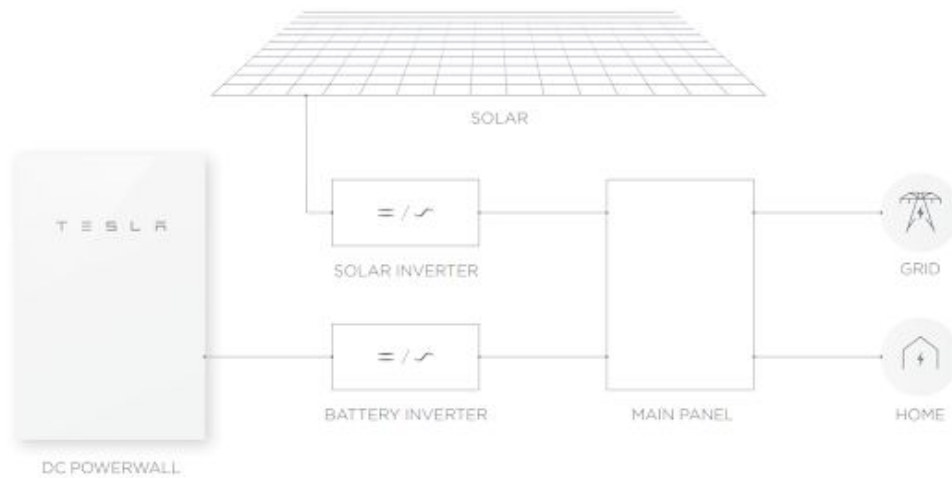 SOLAR
TESLA
SOLAR INVERTER
GRID
BATTERY INVERTER
MAIN PANEL
HOME
DC POWERWALL